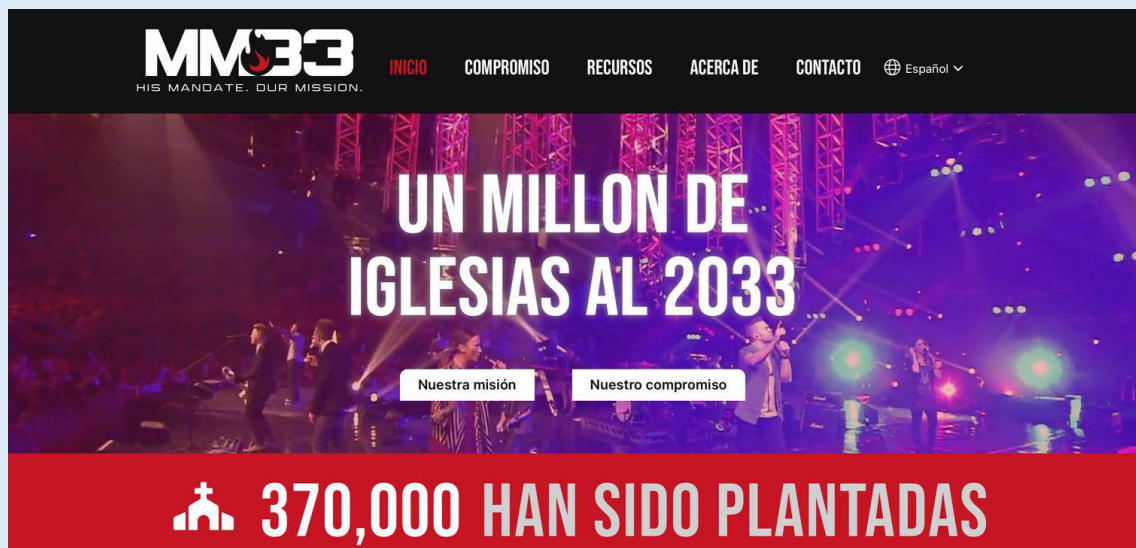 MM33
HIS MANDATE. OUR MISSION.
INICIO COMPROMISO RECURSOS ACERCA DE CONTACTO Español
UN MILLON DE
IGLESIAS AL 2033
Nuestra misión Nuestro compromiso
370,000 HAN SIDO PLANTADAS